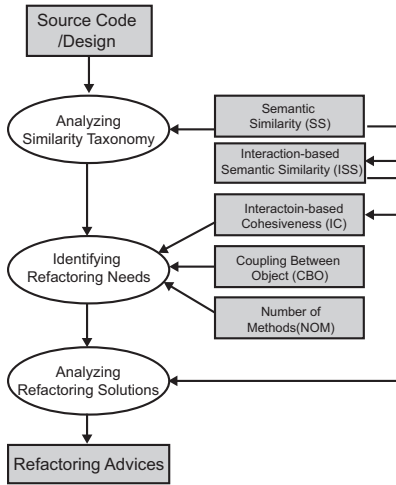 Source Code
/Design
Analyzing
Similarity Taxonomy
Semantic
Similarity (SS)
Interaction-based
Semantic Similarity (ISS)
Interactoin-based
Cohesiveness (IC)
Identifying
Refactoring Needs
Coupling Between
Object (CBO)
Number of
Methods(NOM)
Analyzing
Refactoring Solutions
Refactoring Advices